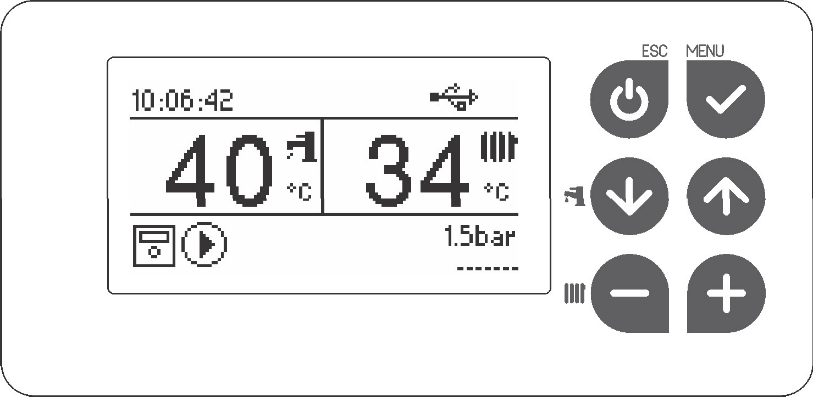 ESC MENU
10:06:42
40 °C 34 °C
1.5bar
-------